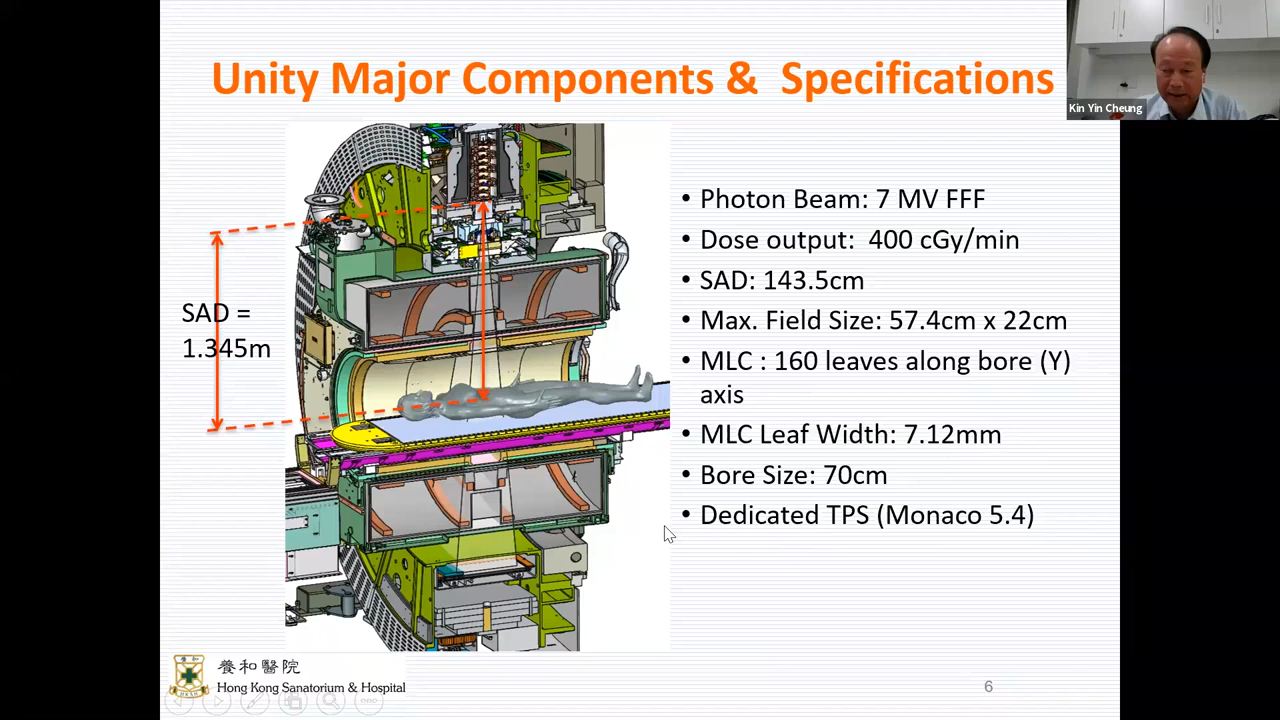 Unity Major Components & Specifications
Kin Yin Cheung
SAD =
1.345m
• Photon Beam: 7 MV FFF
• Dose output: 400 cGy/min
• SAD: 143.5cm
• Max. Field Size: 57.4cm x 22cm
• MLC : 160 leaves along bore (Y)
axis
• MLC Leaf Width: 7.12mm
• Bore Size: 70cm
• Dedicated TPS (Monaco 5.4)
養和醫院
Hong Kong Sanatorium & Hospital
6